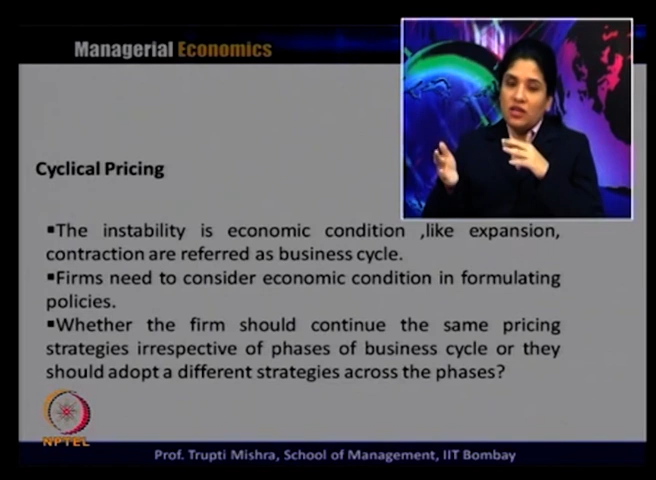 Managerial Economics
Cyclical Pricing
▪The instability is economic condition ,like expansion,
contraction are referred as business cycle.
▪Firms need to consider economic condition in formulating
policies.
▪Whether the firm should continue the same pricing
strategies irrespective of phases of business cycle or they
should adopt a different strategies across the phases?
NPTEL
Prof. Trupti Mishra, School of Management, IIT Bombay